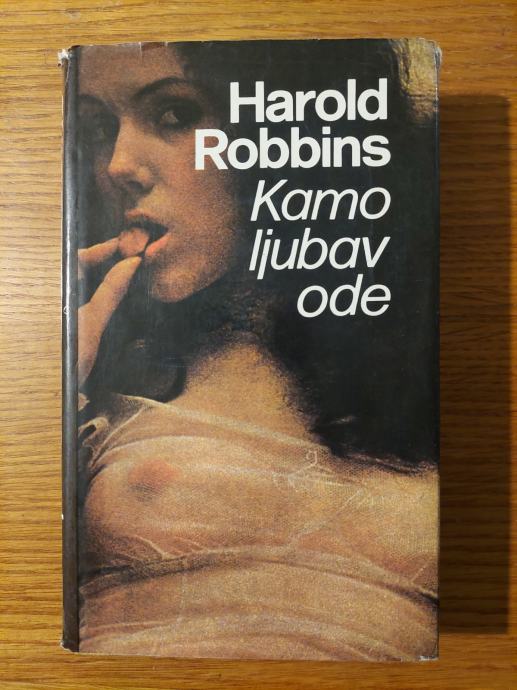 Harold
Robbins
Kamo
ljubav
ode